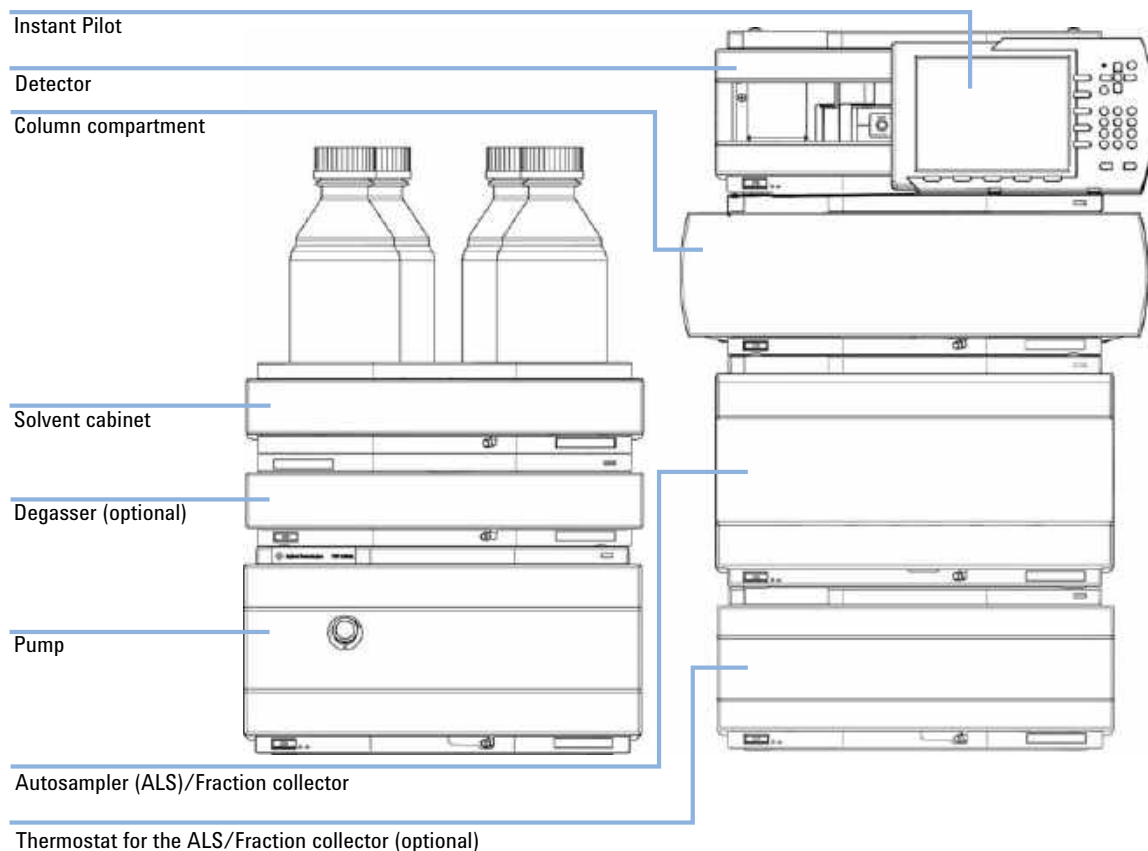 Instant Pilot
Detector
Column compartment
Solvent cabinet
Degasser (optional)
Pump
Autosampler (ALS)/Fraction collector
Thermostat for the ALS/Fraction collector (optional)